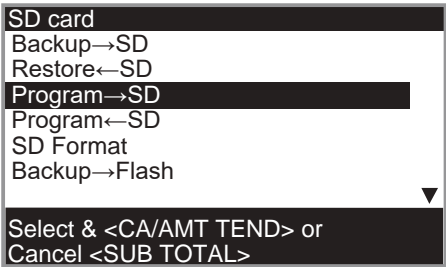 SD card
Backup→SD
Restore←SD
Program→SD
Program←SD
SD Format
Backup→Flash
▼
Select & <CA/AMT TEND> or
Cancel <SUB TOTAL>